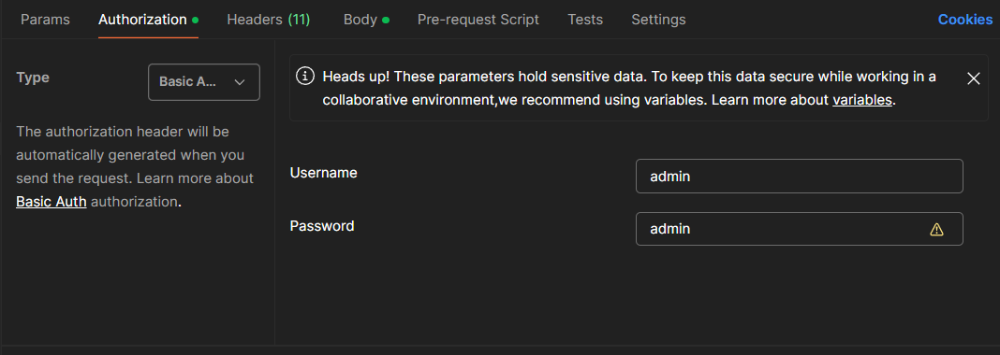 Params Authorization Headers (11) Body Pre-request Script Tests Settings Cookies
Type
Basic A...
The authorization header will be
automatically generated when you
send the request. Learn more about
Basic Auth authorization.
Heads up! These parameters hold sensitive data. To keep this data secure while working in a
collaborative environment,we recommend using variables. Learn more about variables.
Username
admin
Password
admin